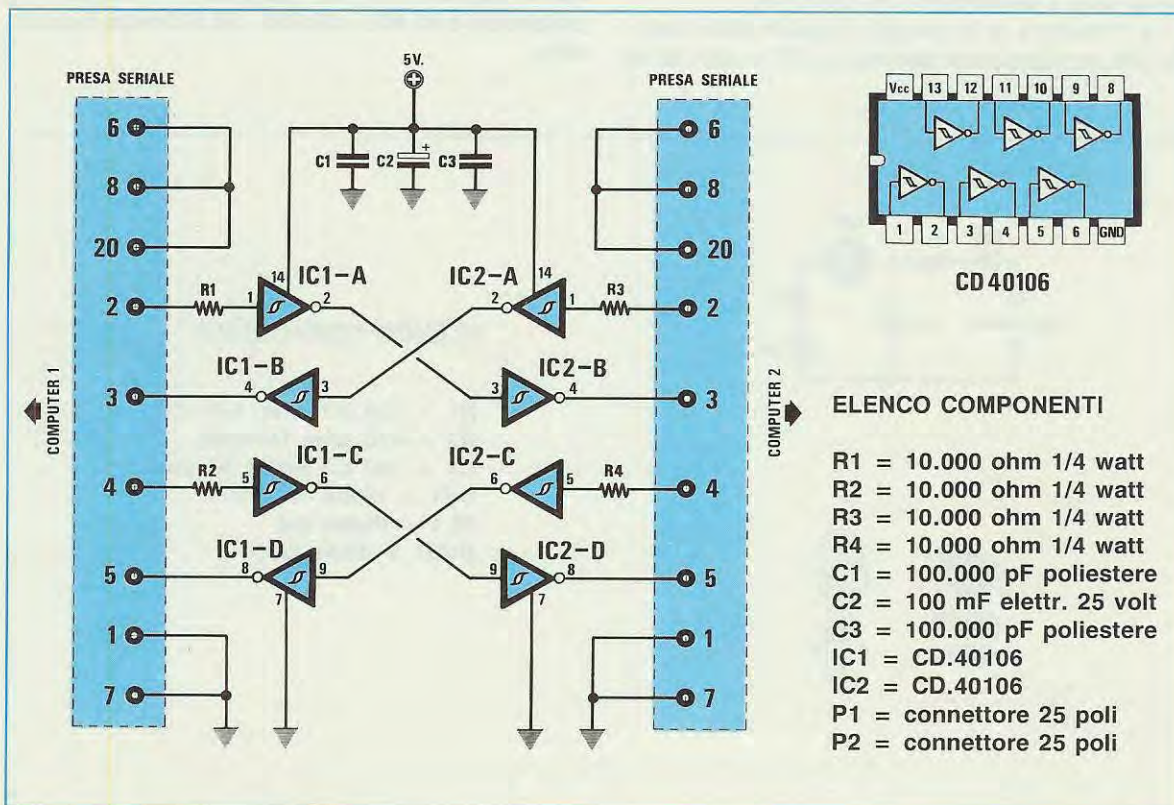 PRESA SERIALE
5V.
PRESA SERIALE
6
8
20
2
3
4
5
1
7
COMPUTER 1
C1
C2
+
C3
14
IC1-A
R1
1
2
IC2-A
14
2
1
R3
IC1-B
4
3
IC2-B
3
4
IC1-C
R2
5
6
IC2-C
6
5
R4
IC1-D
8
9
7
IC2-D
9
8
7
6
8
20
2
3
4
5
1
7
COMPUTER 2
Vcc 13 12 11 10 9 8
1 2 3 4 5 6 GND
CD 40106
ELENCO COMPONENTI
R1 = 10.000 ohm 1/4 watt
R2 = 10.000 ohm 1/4 watt
R3 = 10.000 ohm 1/4 watt
R4 = 10.000 ohm 1/4 watt
C1 = 100.000 pF poliestere
C2 = 100 mF elettr. 25 volt
C3 = 100.000 pF poliestere
IC1 = CD.40106
IC2 = CD.40106
P1 = connettore 25 poli
P2 = connettore 25 poli